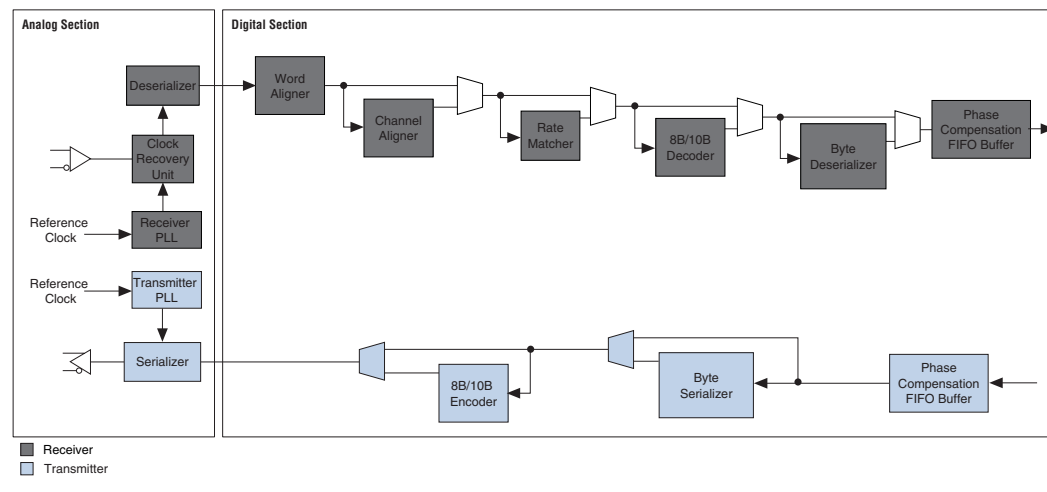 Analog Section
Digital Section
Deserializer
Word
Aligner
Channel
Aligner
Rate
Matcher
8B/10B
Decoder
Byte
Deserializer
Phase
Compensation
FIFO Buffer
Clock
Recovery
Unit
Reference
Clock
Receiver
PLL
Reference
Clock
Transmitter
PLL
Serializer
8B/10B
Encoder
Byte
Serializer
Phase
Compensation
FIFO Buffer
Receiver
Transmitter